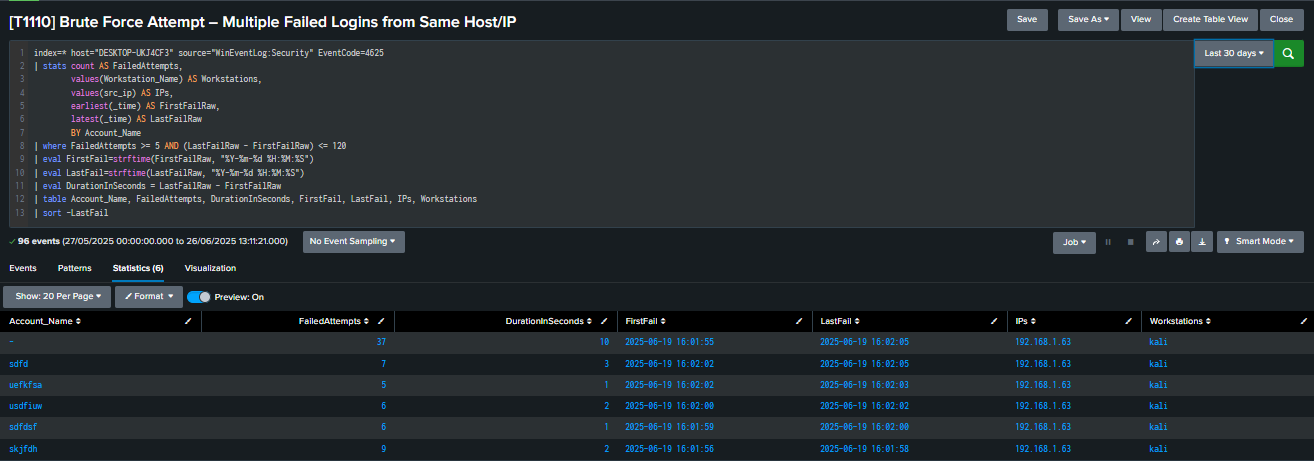 [T1110] Brute Force Attempt – Multiple Failed Logins from Same Host/IP
Save Save As View Create Table View Close
1 index=* host="DESKTOP-UKJ4CF3" source="WinEventLog:Security" EventCode=4625
2 | stats count AS FailedAttempts,
3 values(Workstation_Name) AS Workstations,
4 values(src_ip) AS IPs,
5 earliest(_time) AS FirstFailRaw,
6 latest(_time) AS LastFailRaw
7 BY Account_Name
8 | where FailedAttempts >= 5 AND (LastFailRaw - FirstFailRaw) <= 120
9 | eval FirstFail=strftime(FirstFailRaw, "%Y-%m-%d %H:%M:%S")
10 | eval LastFail=strftime(LastFailRaw, "%Y-%m-%d %H:%M:%S")
11 | eval DurationInSeconds = LastFailRaw - FirstFailRaw
12 | table Account_Name, FailedAttempts, DurationInSeconds, FirstFail, LastFail, IPs, Workstations
13 | sort -LastFail
Last 30 days
96 events (27/05/2025 00:00:00.000 to 26/06/2025 13:11:21.000) No Event Sampling Job Smart Mode
Events Patterns Statistics (6) Visualization
Show: 20 Per Page Format Preview: On
Account_Name FailedAttempts DurationInSeconds FirstFail LastFail IPs Workstations
- 37 10 2025-06-19 16:01:55 2025-06-19 16:02:05 192.168.1.63 kali
sdfd 7 3 2025-06-19 16:02:02 2025-06-19 16:02:05 192.168.1.63 kali
uefkfsa 5 1 2025-06-19 16:02:02 2025-06-19 16:02:03 192.168.1.63 kali
usdfiuw 6 2 2025-06-19 16:02:00 2025-06-19 16:02:02 192.168.1.63 kali
sdfdsf 6 1 2025-06-19 16:01:59 2025-06-19 16:02:00 192.168.1.63 kali
skjfdh 9 2 2025-06-19 16:01:56 2025-06-19 16:01:58 192.168.1.63 kali